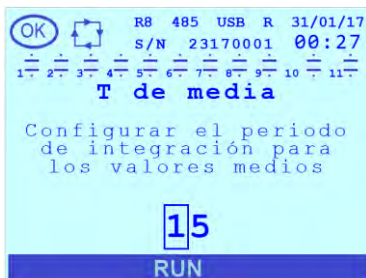 OK R8 485 USB R 31/01/17
S/N 23170001 00:27
1 2 3 4 5 6 7 8 9 10 11
T de media
Configurar el periodo
de integración para
los valores medios
15
RUN